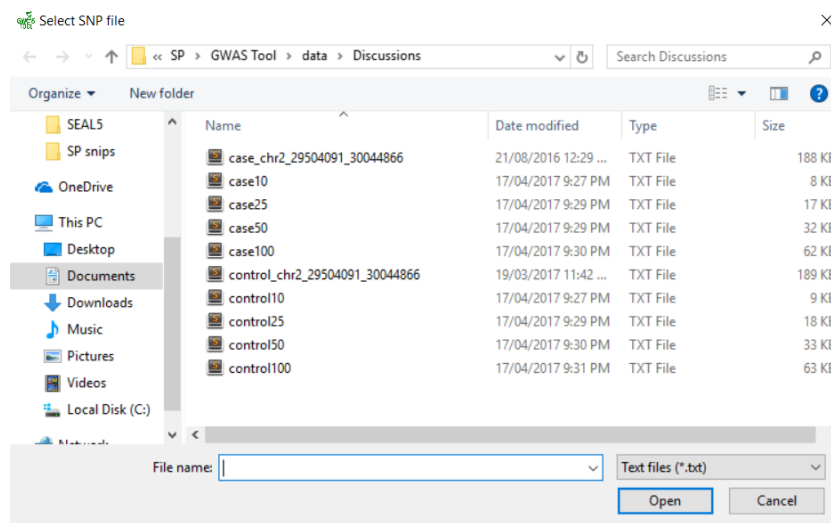 Select SNP file
« SP > GWAS Tool > data > Discussions
Search Discussions
Organize
New folder
SEAL5
SP snips
OneDrive
This PC
Desktop
Documents
Downloads
Music
Pictures
Videos
Local Disk (C:)
Name Date modified Type Size
case_chr2_29504091_30044866 21/08/2016 12:29 ... TXT File 188 KB
case10 17/04/2017 9:27 PM TXT File 8 KB
case25 17/04/2017 9:29 PM TXT File 17 KB
case50 17/04/2017 9:29 PM TXT File 32 KB
case100 17/04/2017 9:30 PM TXT File 62 KB
control_chr2_29504091_30044866 19/03/2017 11:42 ... TXT File 189 KB
control10 17/04/2017 9:27 PM TXT File 9 KB
control25 17/04/2017 9:29 PM TXT File 18 KB
control50 17/04/2017 9:30 PM TXT File 33 KB
control100 17/04/2017 9:31 PM TXT File 63 KB
File name:
Text files (*.txt)
Open
Cancel